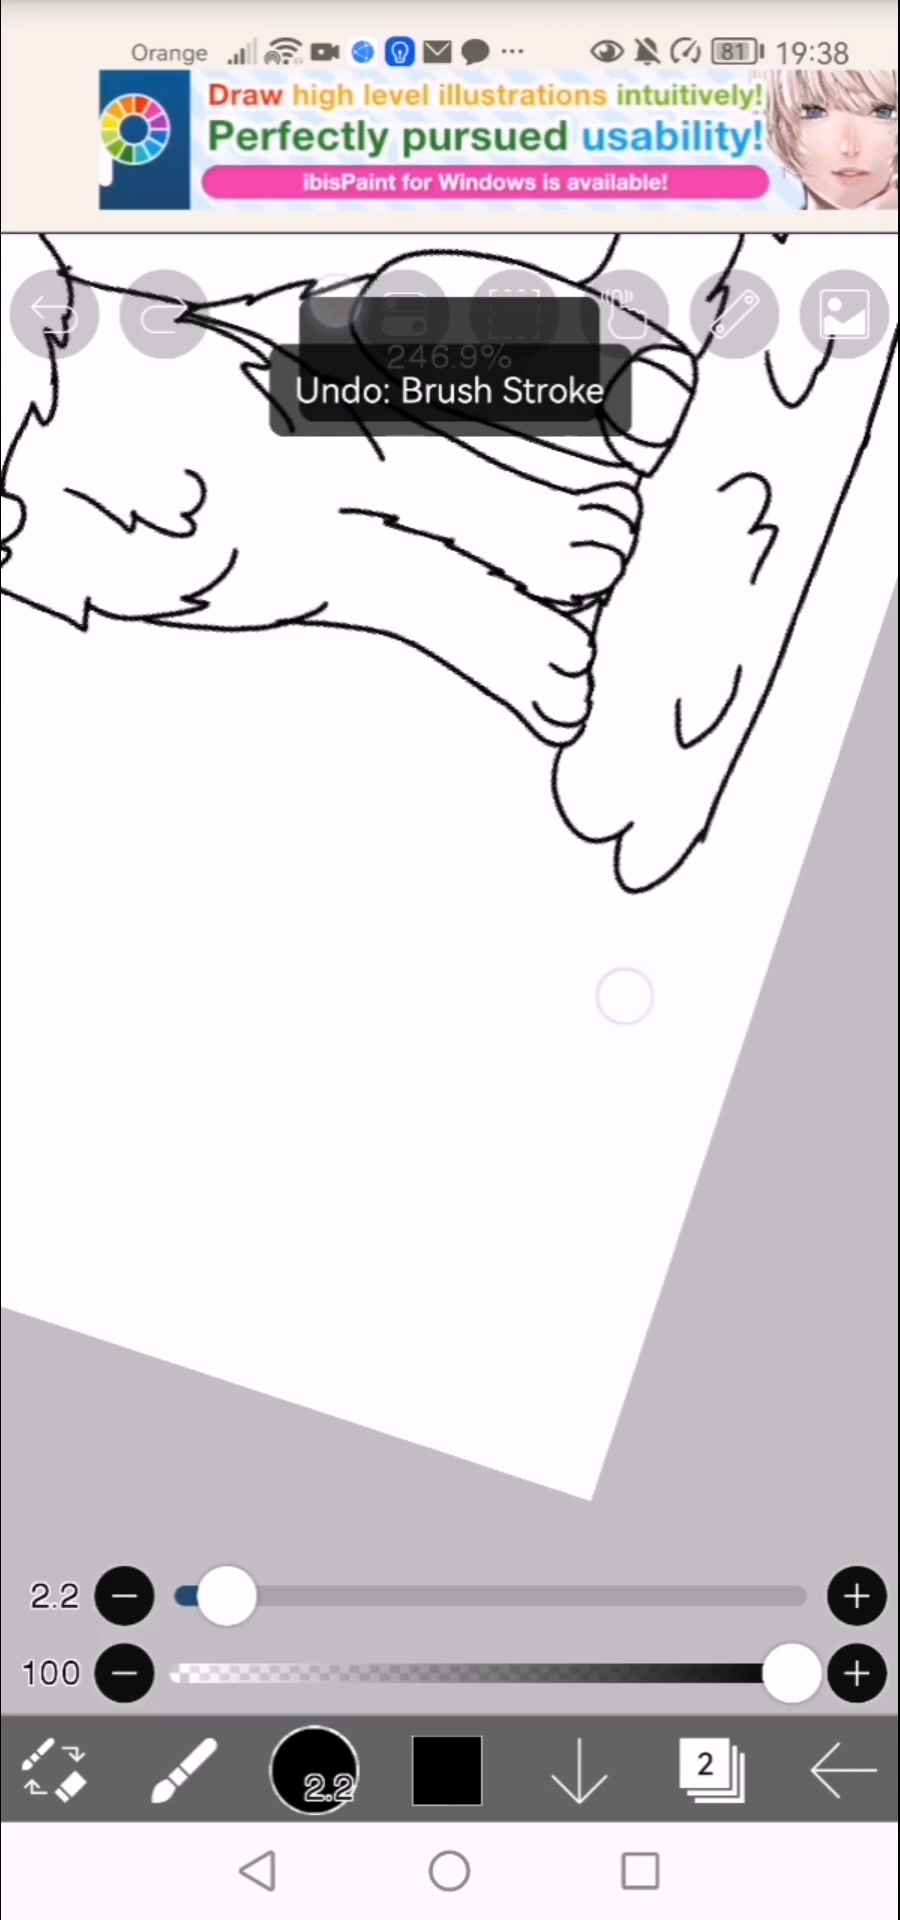 Orange 81 19:38
Draw high level illustrations intuitively!
Perfectly pursued usability!
ibisPaint for Windows is available!
246.9%
Undo: Brush Stroke
2.2
100
2.2
2